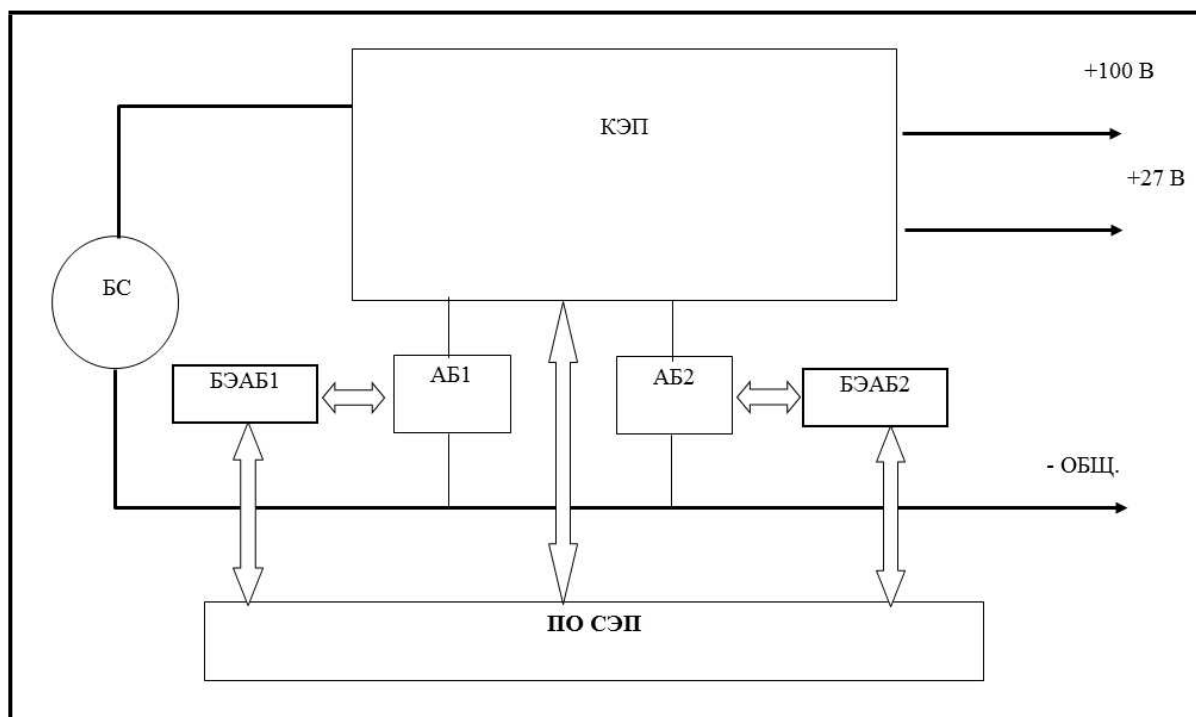 +100 В
КЭП
+27 В
БС
БЭАБ1
АБ1
АБ2
БЭАБ2
- ОБЩ.
ПО СЭП